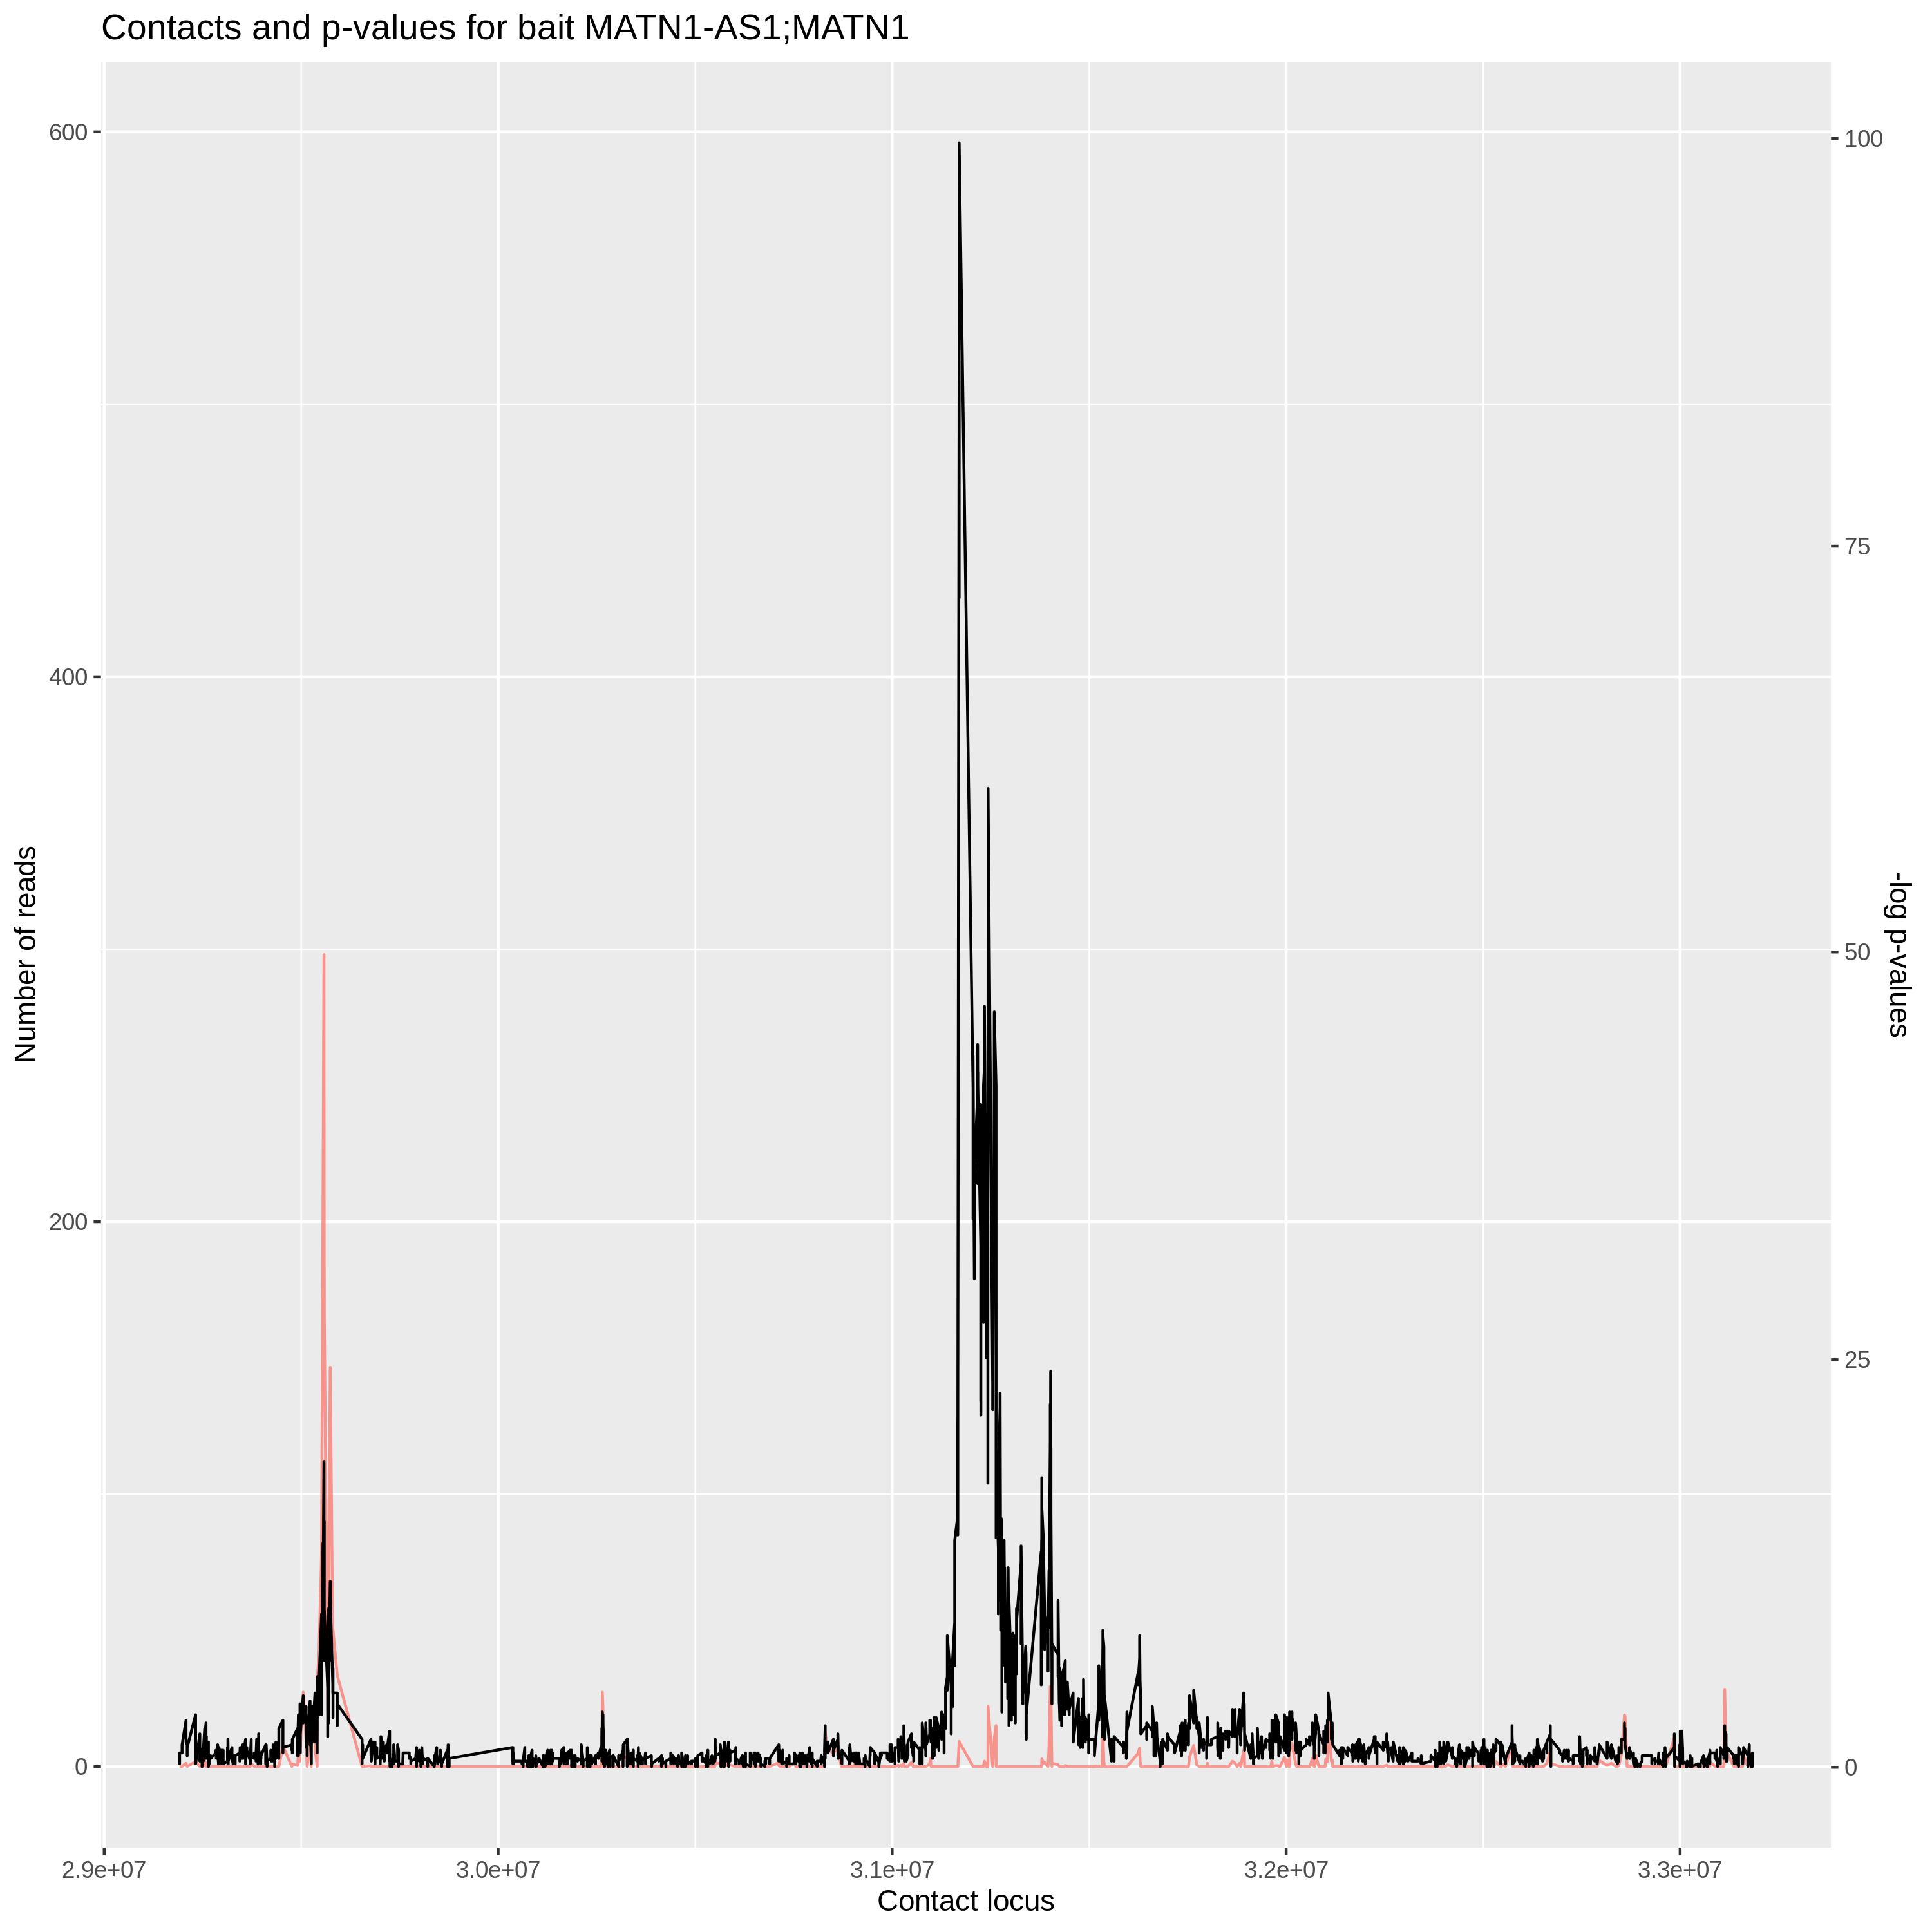 Contacts and p-values for bait MATN1-AS1;MATN1
600
400
200
0
Number of reads
100
75
50
25
0
-log p-values
2.9e+07
3.0e+07
3.1e+07
3.2e+07
3.3e+07
Contact locus